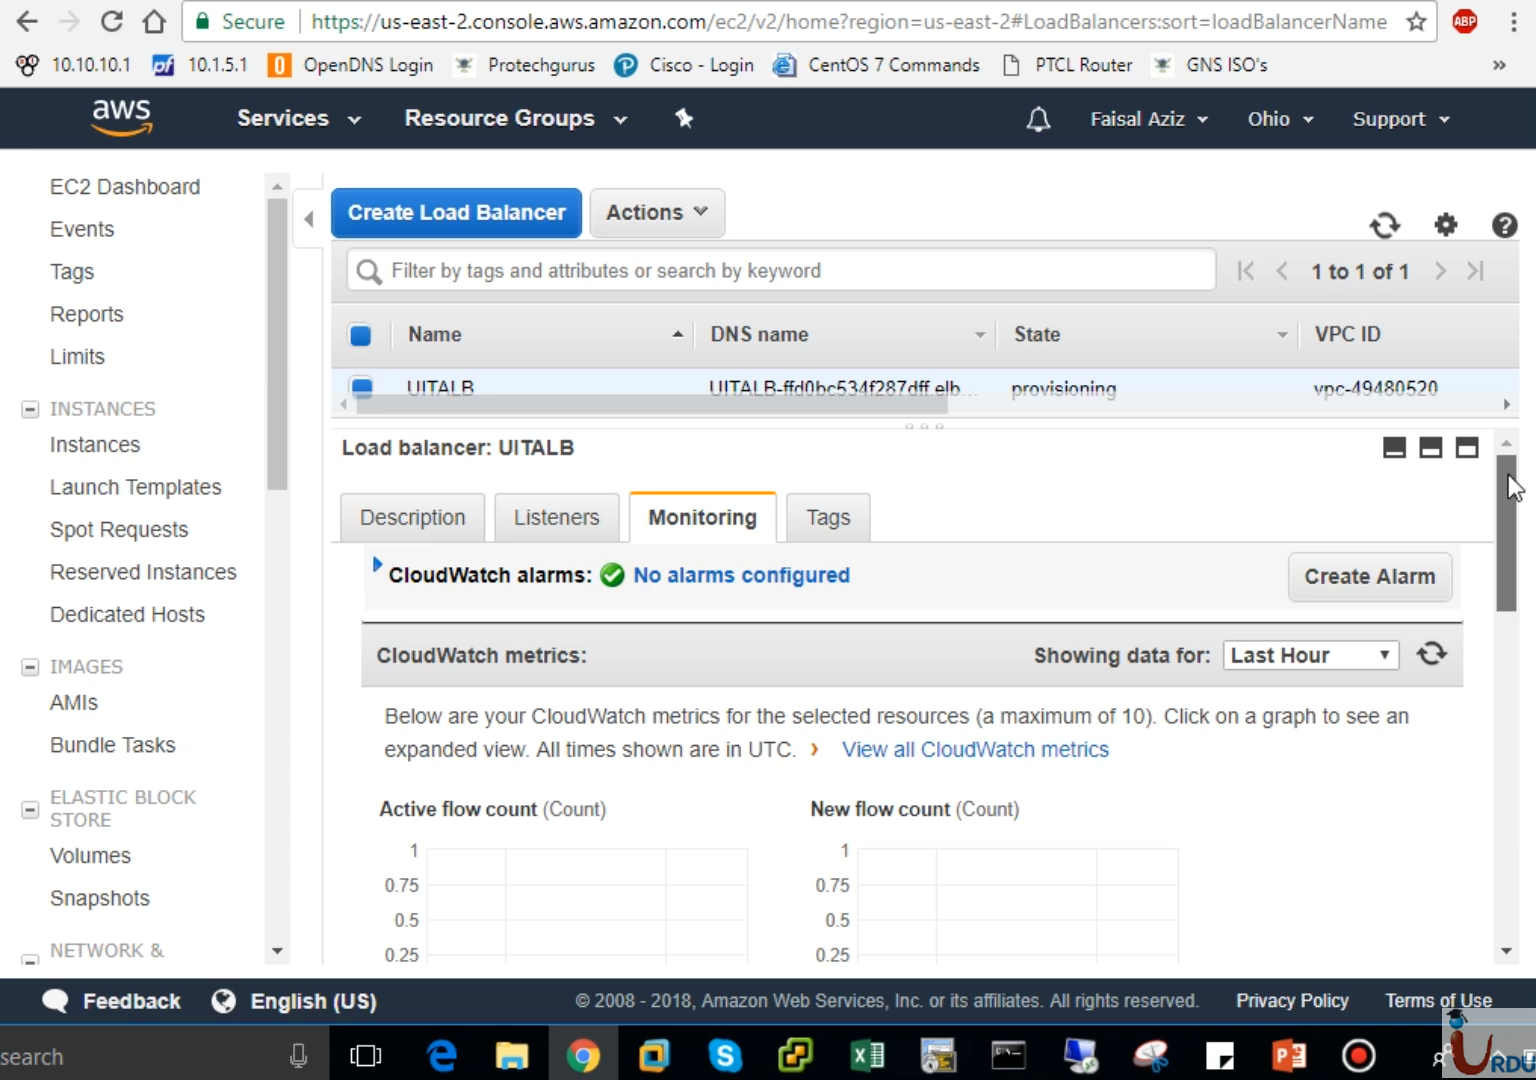 Secure https://us-east-2.console.aws.amazon.com/ec2/v2/home?region=us-east-2#LoadBalancers:sort=loadBalancerName ABP
10.10.10.1 pf 10.1.5.1 OpenDNS Login Protechgurus Cisco - Login CentOS 7 Commands PTCL Router GNS ISO's »
aws Services Resource Groups Faisal Aziz Ohio Support
EC2 Dashboard
Events
Tags
Reports
Limits
INSTANCES
Instances
Launch Templates
Spot Requests
Reserved Instances
Dedicated Hosts
IMAGES
AMIs
Bundle Tasks
ELASTIC BLOCK
STORE
Volumes
Snapshots
NETWORK &
Create Load Balancer Actions
Filter by tags and attributes or search by keyword 1 to 1 of 1
Name DNS name State VPC ID
UITALB UITALB-ffd0bc534f287dff.elb... provisioning vpc-49480520
Load balancer: UITALB
Description Listeners Monitoring Tags
CloudWatch alarms: No alarms configured Create Alarm
CloudWatch metrics: Showing data for: Last Hour
Below are your CloudWatch metrics for the selected resources (a maximum of 10). Click on a graph to see an
expanded view. All times shown are in UTC. › View all CloudWatch metrics
Active flow count (Count) New flow count (Count)
1 1
0.75 0.75
0.5 0.5
0.25 0.25
Feedback English (US) © 2008 - 2018, Amazon Web Services, Inc. or its affiliates. All rights reserved. Privacy Policy Terms of Use
search
URDU